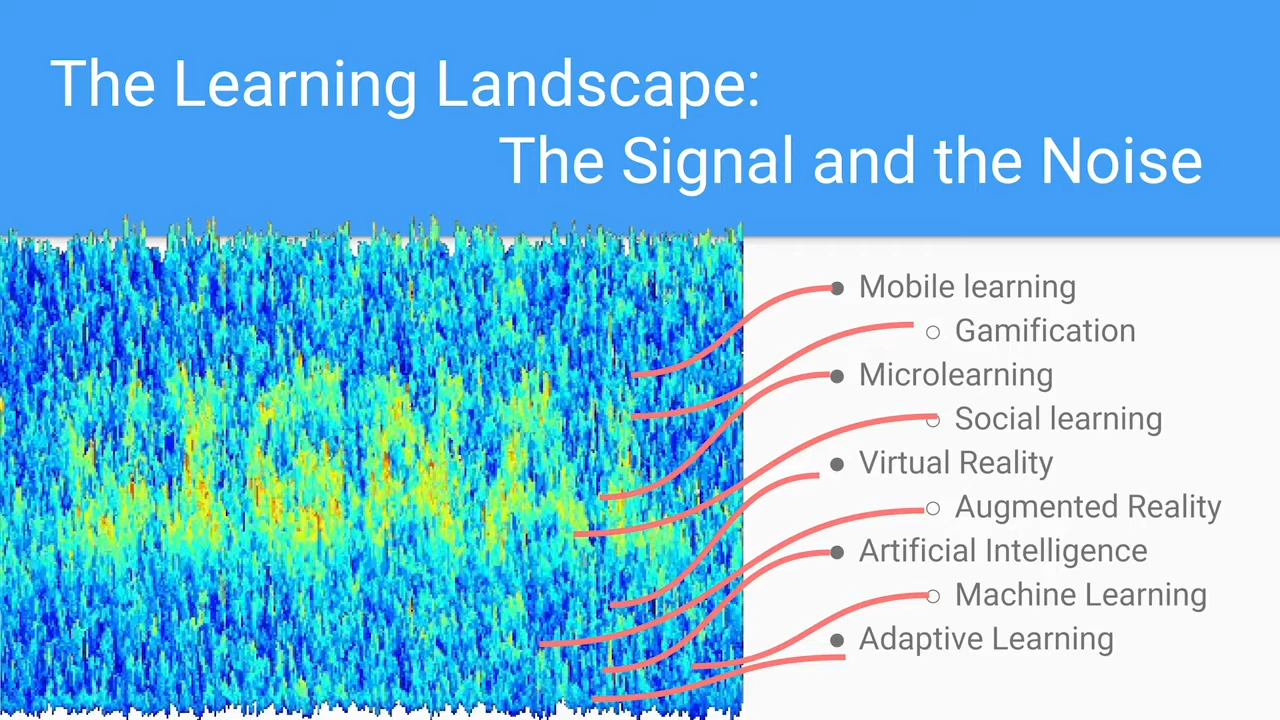 The Learning Landscape:
The Signal and the Noise
Mobile learning
Gamification
Microlearning
Social learning
Virtual Reality
Augmented Reality
Artificial Intelligence
Machine Learning
Adaptive Learning